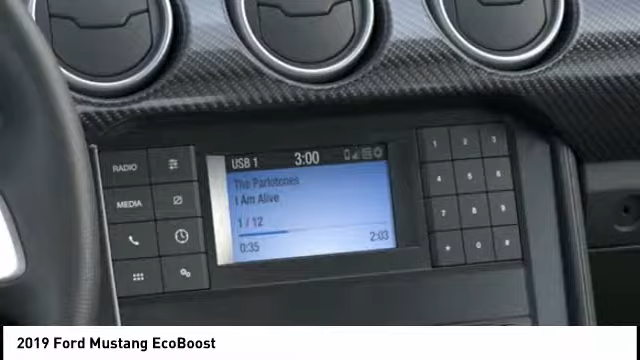 RADIO
MEDIA
USB 1 3:00
The Parlotones
I Am Alive
1 / 12
0:35 2:03
1 2 3
4 5 6
7 8 9
* 0 #
2019 Ford Mustang EcoBoost